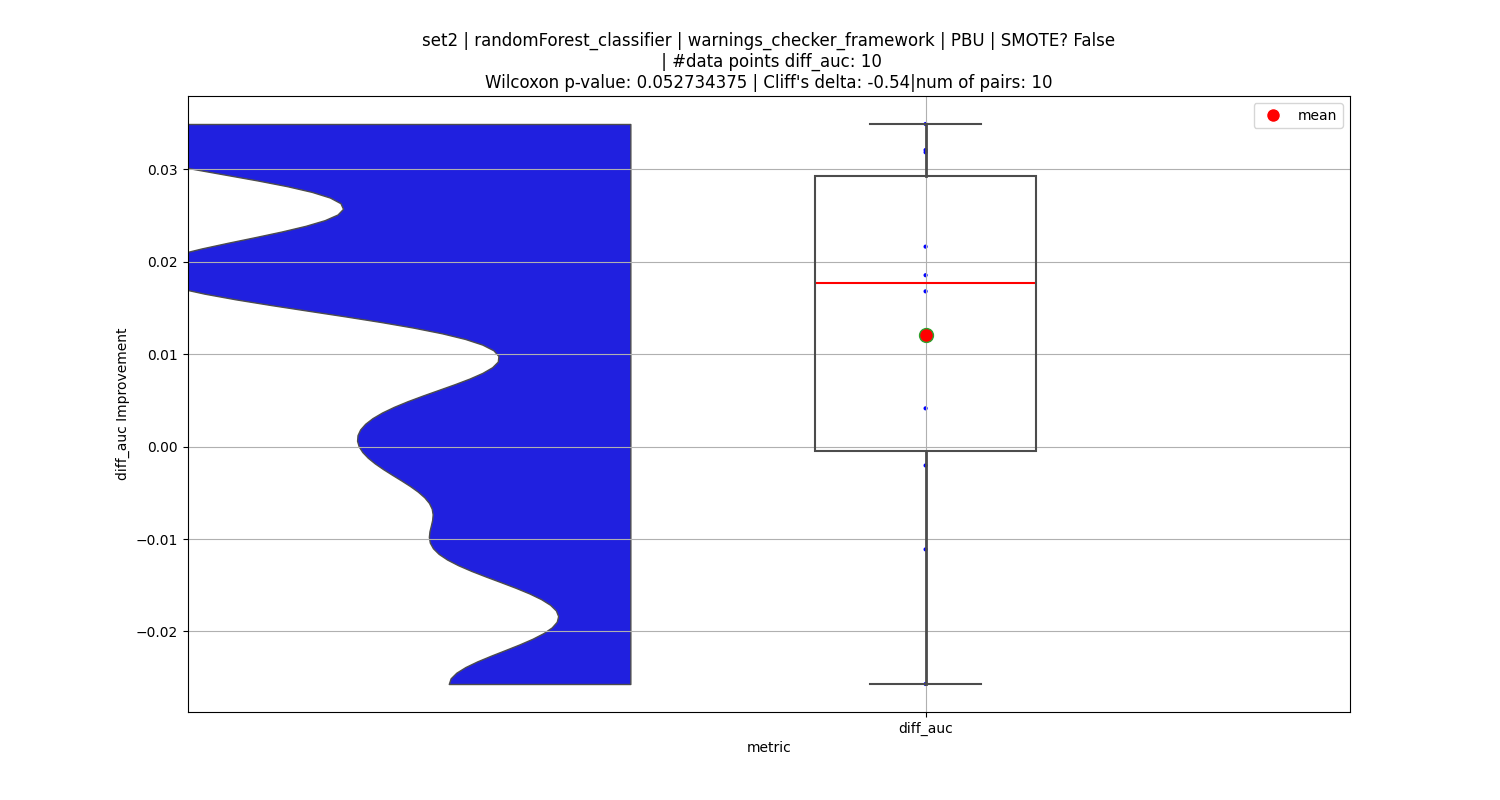 set2 | randomForest_classifier | warnings_checker_framework | PBU | SMOTE? False
| #data points diff_auc: 10
Wilcoxon p-value: 0.052734375 | Cliff's delta: -0.54|num of pairs: 10
mean
0.03
0.02
0.01
0.00
−0.01
−0.02
diff_auc Improvement
diff_auc
metric